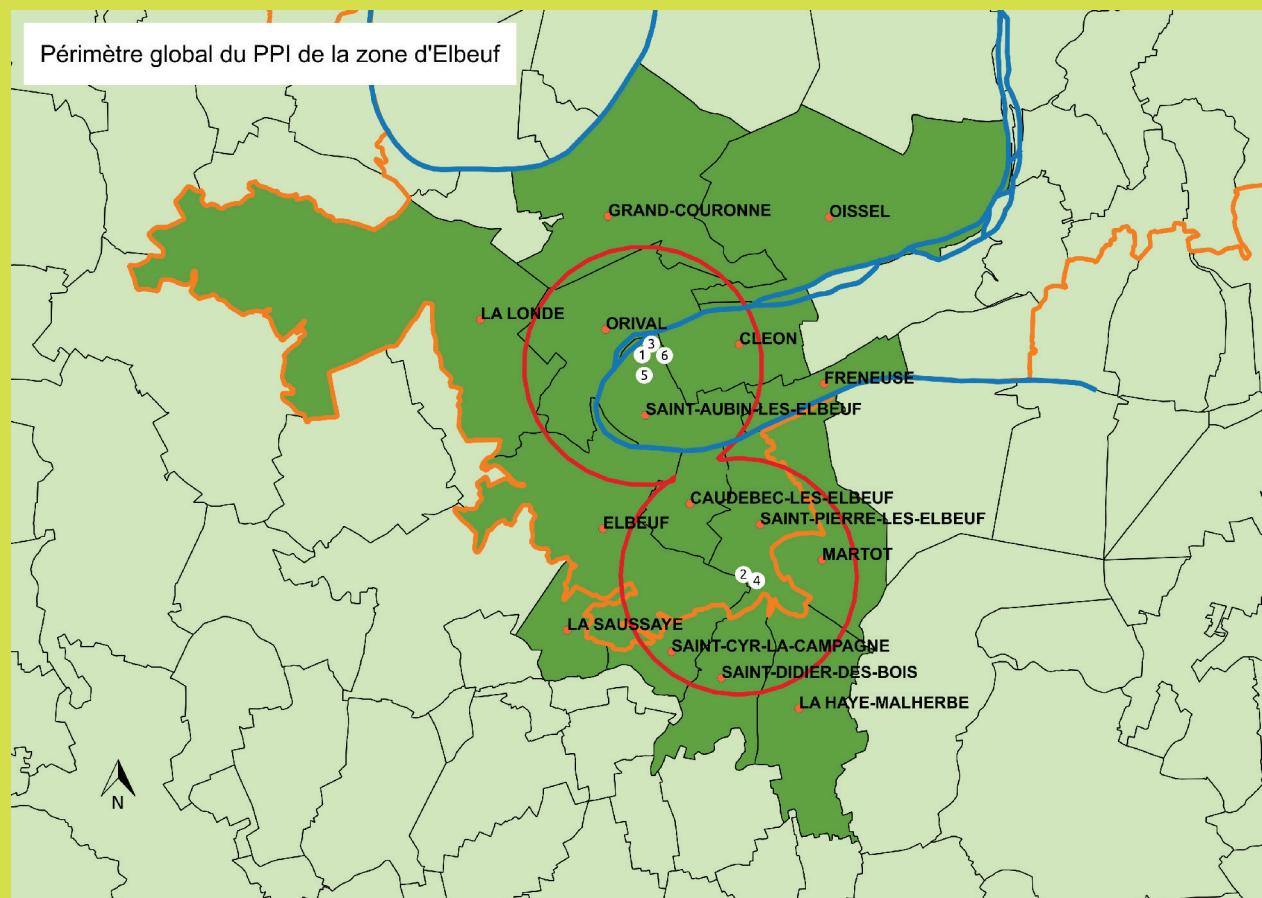 Périmètre global du PPI de la zone d'Elbeuf
GRAND-COURONNE
OISSEL
LA LONDE
ORIVAL
CLEON
3
1
6
5
FRENEUSE
SAINT-AUBIN-LES-ELBEUF
CAUDEBEC-LES-ELBEUF
SAINT-PIERRE-LES-ELBEUF
ELBEUF
MARTOT
2
4
LA SAUSSAYE
SAINT-CYR-LA-CAMPAGNE
SAINT-DIDIER-DES-BOIS
LA HAYE-MALHERBE
N